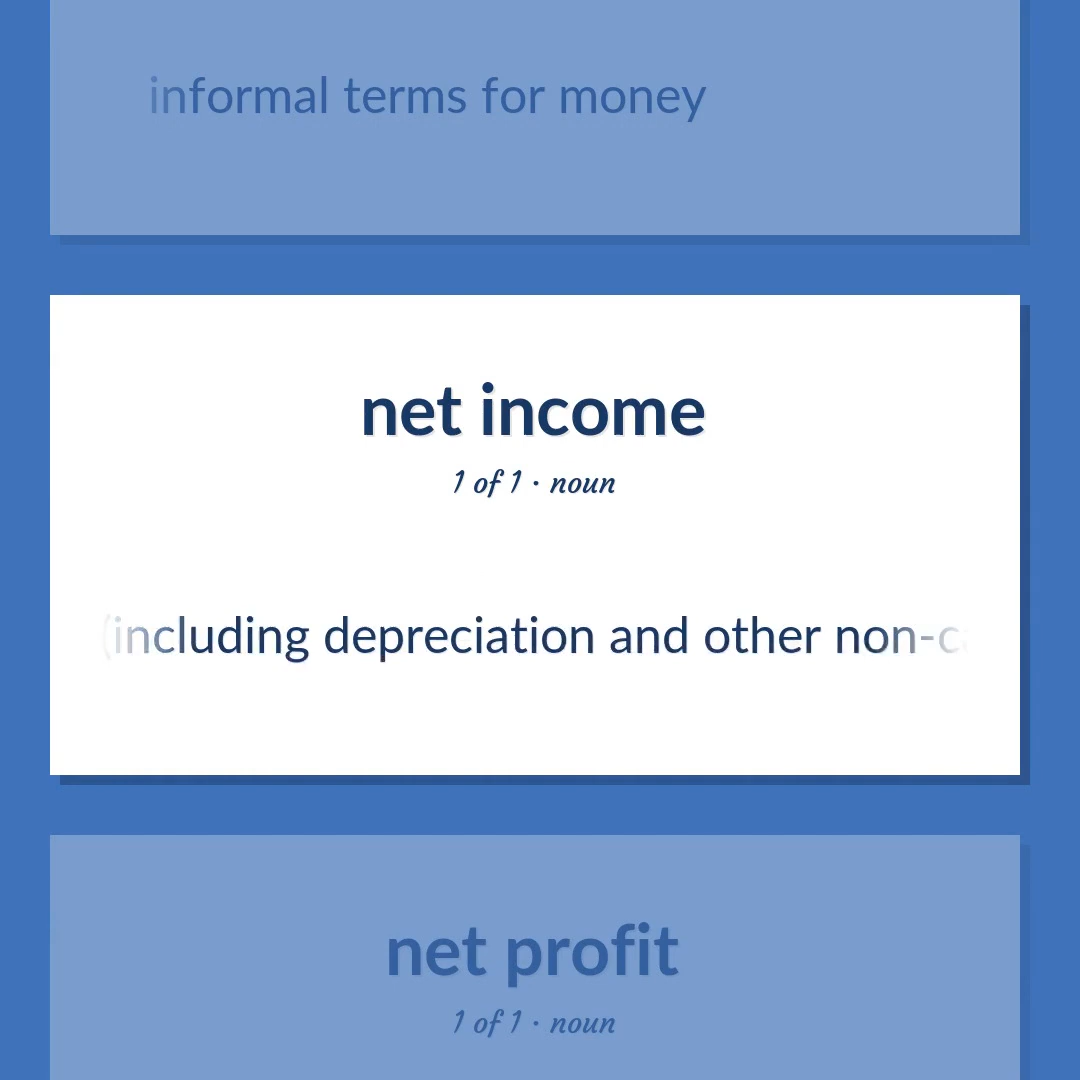 informal terms for money
net income
1 of 1 · noun
(including depreciation and other non-
net profit
1 of 1 · noun